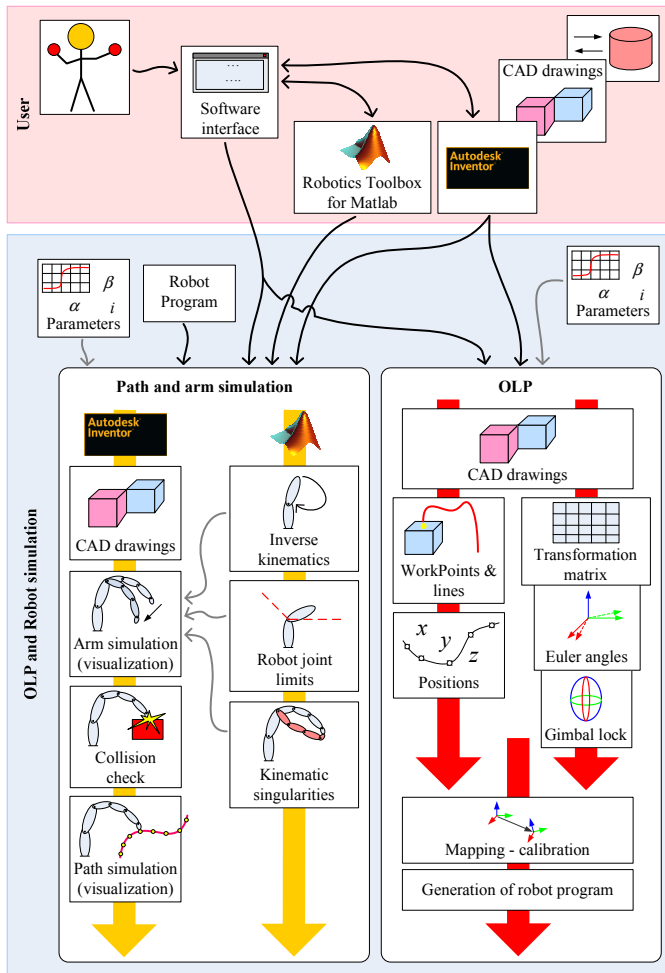 User
... 
....
Software
interface
Robotics Toolbox
for Matlab
CAD drawings
Autodesk
Inventor
OLP and Robot simulation
β
α i
Parameters
Robot
Program
β
α i
Parameters
Path and arm simulation
Autodesk
Inventor
CAD drawings
Arm simulation
(visualization)
Collision
check
Path simulation
(visualization)
Inverse
kinematics
Robot joint
limits
Kinematic
singularities
OLP
CAD drawings
WorkPoints &
lines
x y z
Positions
Transformation
matrix
Euler angles
Gimbal lock
Mapping - calibration
Generation of robot program